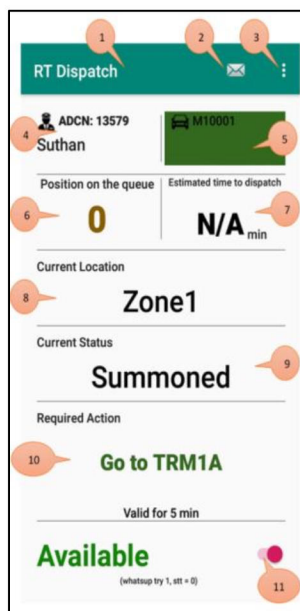 1
2
3
RT Dispatch
4
ADCN: 13579
M10001
Suthan
5
Position on the queue
Estimated time to dispatch
6
0
N/A min
7
Current Location
8
Zone1
Current Status
9
Summoned
Required Action
10
Go to TRM1A
Valid for 5 min
Available
(whatsup try 1, stt = 0)
11